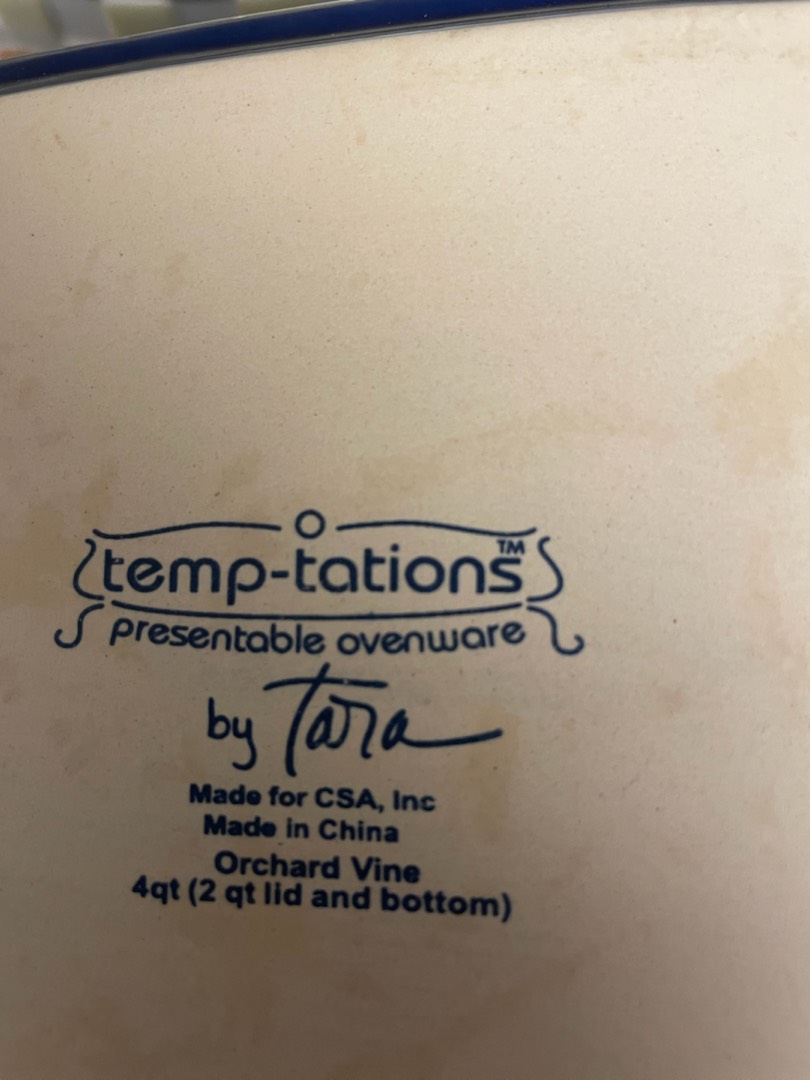 temp-tations™
presentable ovenware
by Tara
Made for CSA, Inc
Made in China
Orchard Vine
4qt (2 qt lid and bottom)